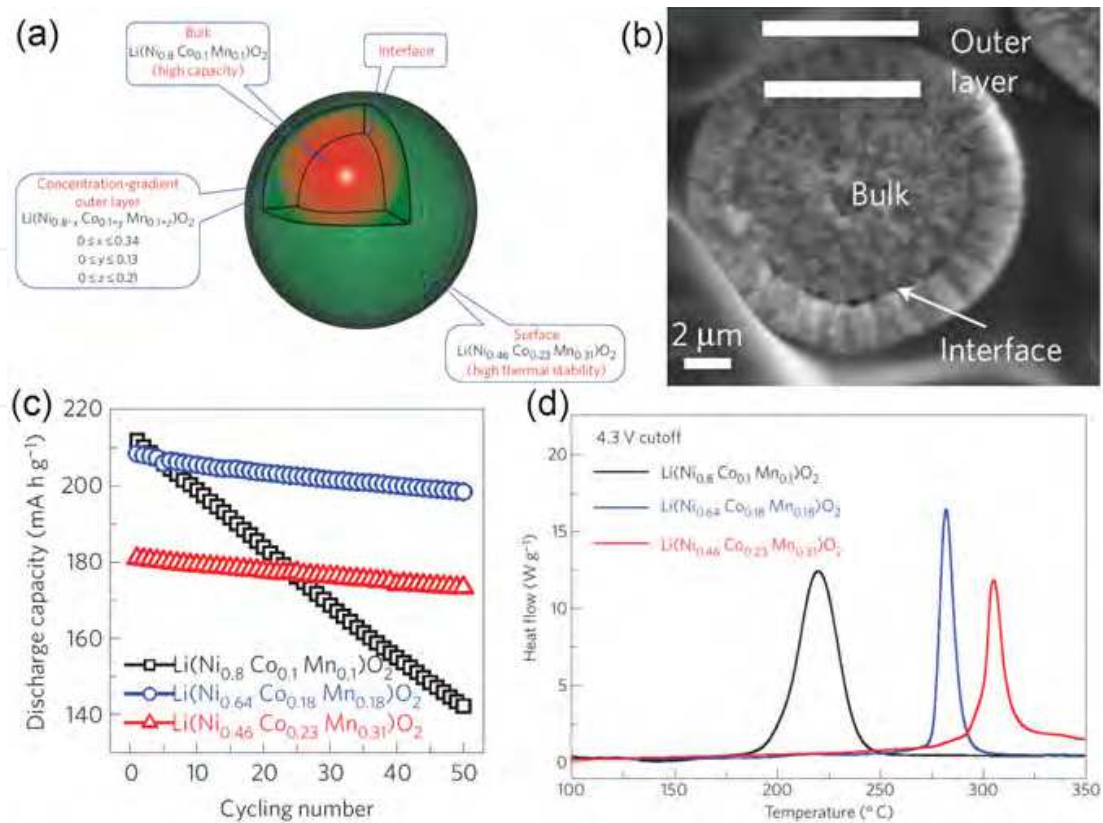 (a)
Bulk
Li(Ni0.8 Co0.1 Mn0.1)O2
(high capacity)
Interface
Concentration-gradient
outer layer
Li(Ni0.8-x Co0.1+y Mn0.1+z)O2
0 ≤ x ≤ 0.34
0 ≤ y ≤ 0.13
0 ≤ z ≤ 0.21
Surface
Li(Ni0.46 Co0.23 Mn0.31)O2
(high thermal stability)
(b)
Outer
layer
Bulk
2 μm
Interface
(c)
220
200
180
160
140
Discharge capacity (mA h g⁻¹)
Li(Ni0.8 Co0.1 Mn0.1)O2
Li(Ni0.64 Co0.18 Mn0.18)O2
Li(Ni0.46 Co0.23 Mn0.31)O2
0 10 20 30 40 50
Cycling number
(d)
4.3 V cutoff
Li(Ni0.8 Co0.1 Mn0.1)O2
Li(Ni0.64 Co0.18 Mn0.18)O2
Li(Ni0.46 Co0.23 Mn0.31)O2
20
15
10
5
0
Heat flow (W g⁻¹)
100 150 200 250 300 350
Temperature (° C)